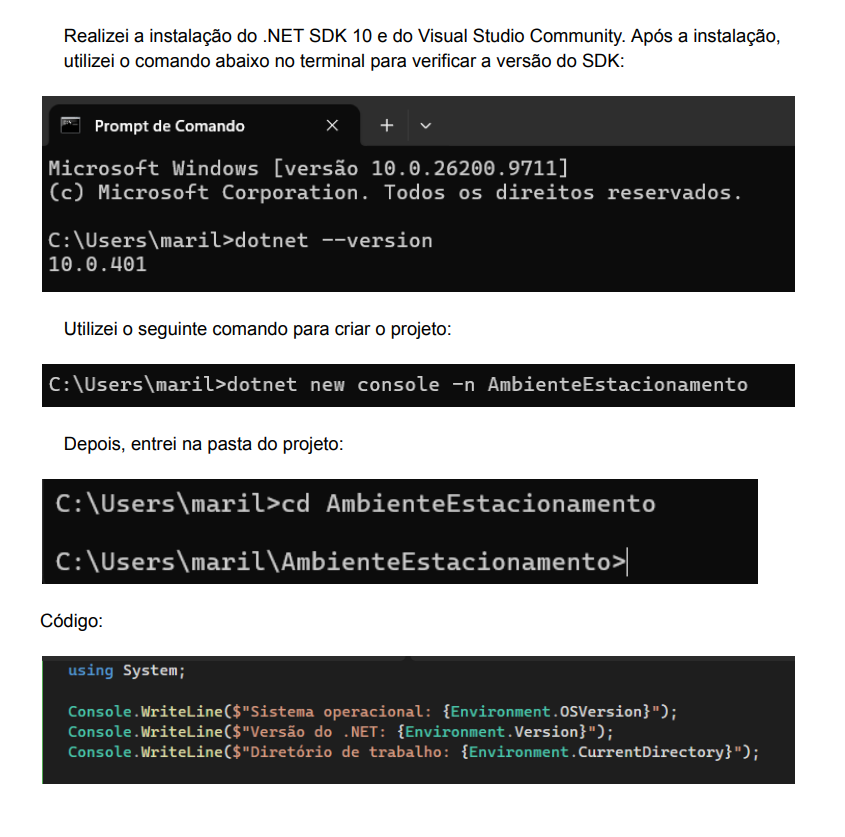 Realizei a instalação do .NET SDK 10 e do Visual Studio Community. Após a instalação,
utilizei o comando abaixo no terminal para verificar a versão do SDK:
Prompt de Comando
Microsoft Windows [versão 10.0.26200.9711]
(c) Microsoft Corporation. Todos os direitos reservados.
C:\Users\maril>dotnet --version
10.0.401
Utilizei o seguinte comando para criar o projeto:
C:\Users\maril>dotnet new console -n AmbienteEstacionamento
Depois, entrei na pasta do projeto:
C:\Users\maril>cd AmbienteEstacionamento
C:\Users\maril\AmbienteEstacionamento>
Código:
using System;
Console.WriteLine($"Sistema operacional: {Environment.OSVersion}");
Console.WriteLine($"Versão do .NET: {Environment.Version}");
Console.WriteLine($"Diretório de trabalho: {Environment.CurrentDirectory}");